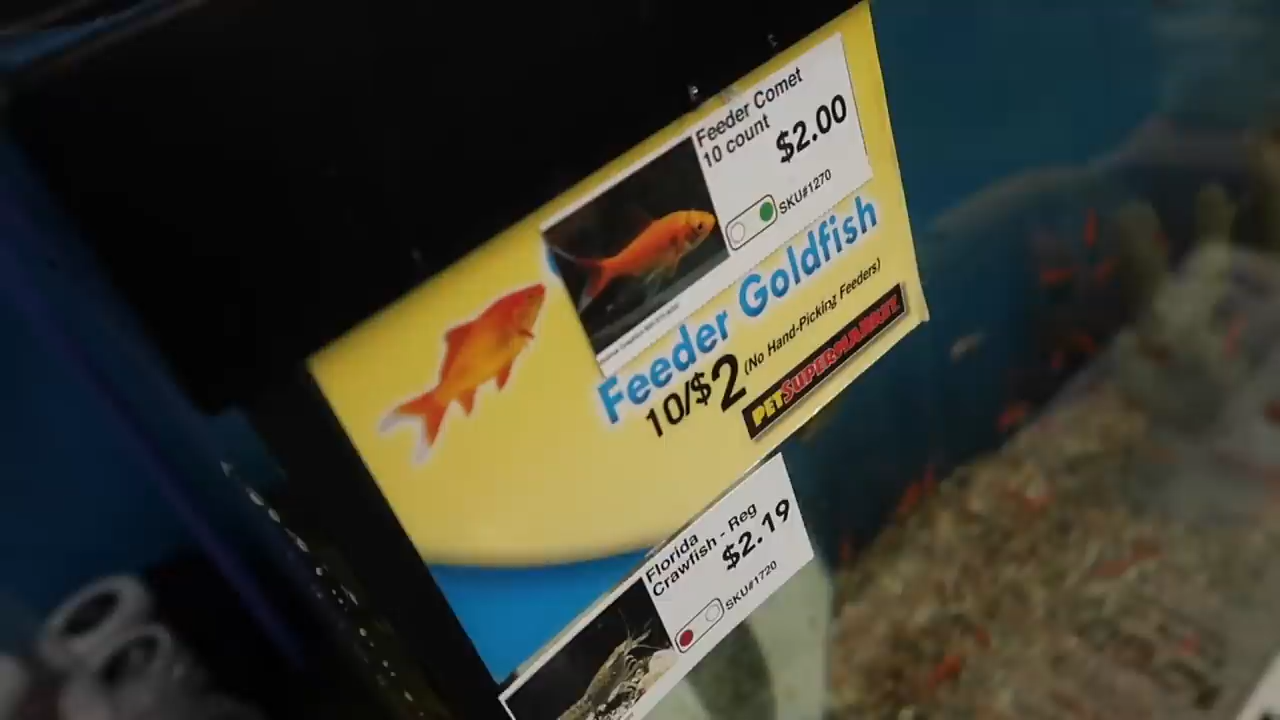 Feeder Comet
10 count
$2.00
SKU#1270
Feeder Goldfish
10/$2 (No Hand-Picking Feeders)
PETSUPERMARKET
Florida
Crawfish - Reg
$2.19
SKU#1720